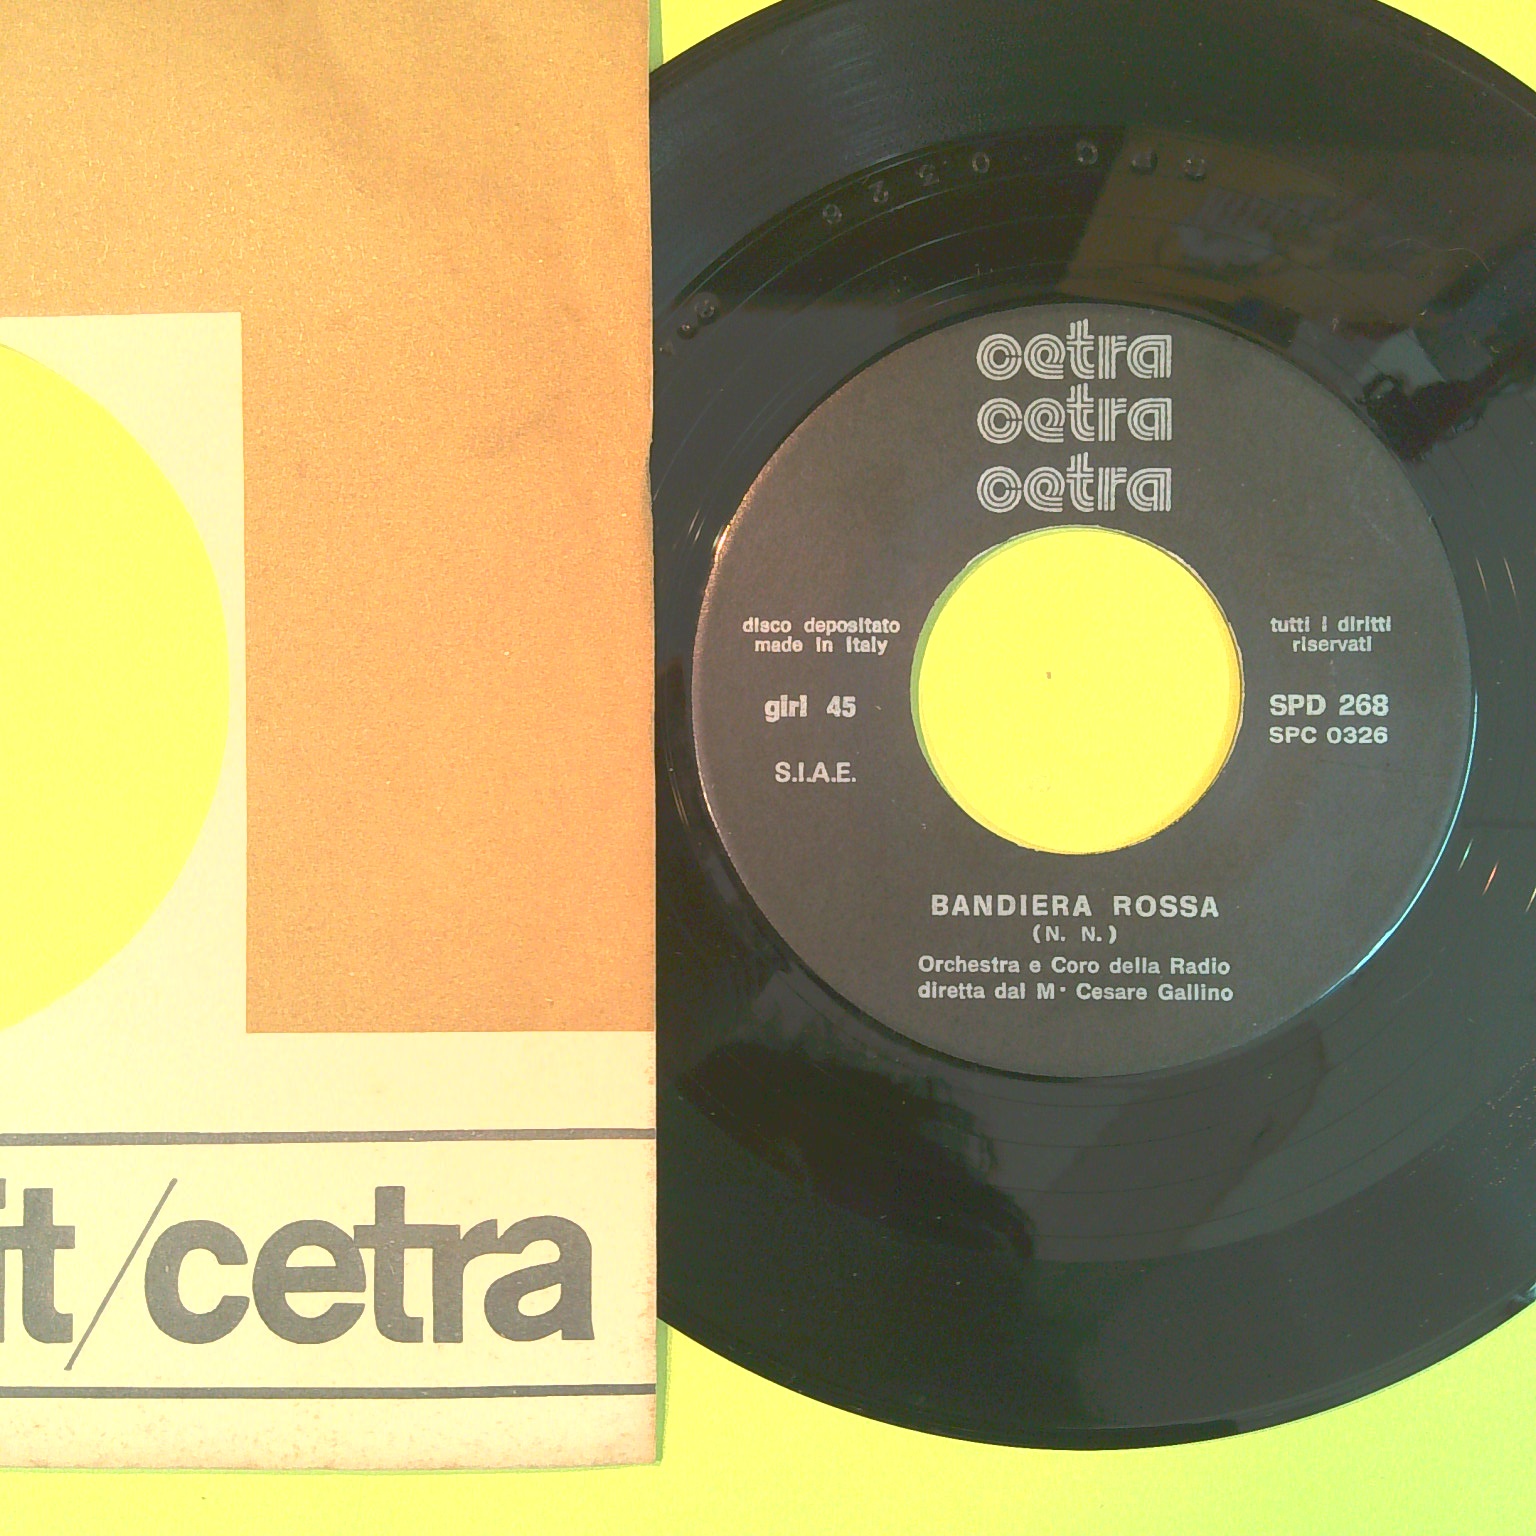 cetra
cetra
cetra
disco depositato
made in Italy
tutti i diritti
riservati
girl 45
SPD 268
SPC 0326
S.I.A.E.
BANDIERA ROSSA
(N. N.)
Orchestra e Coro della Radio
diretta dal M° Cesare Gallino
it/cetra